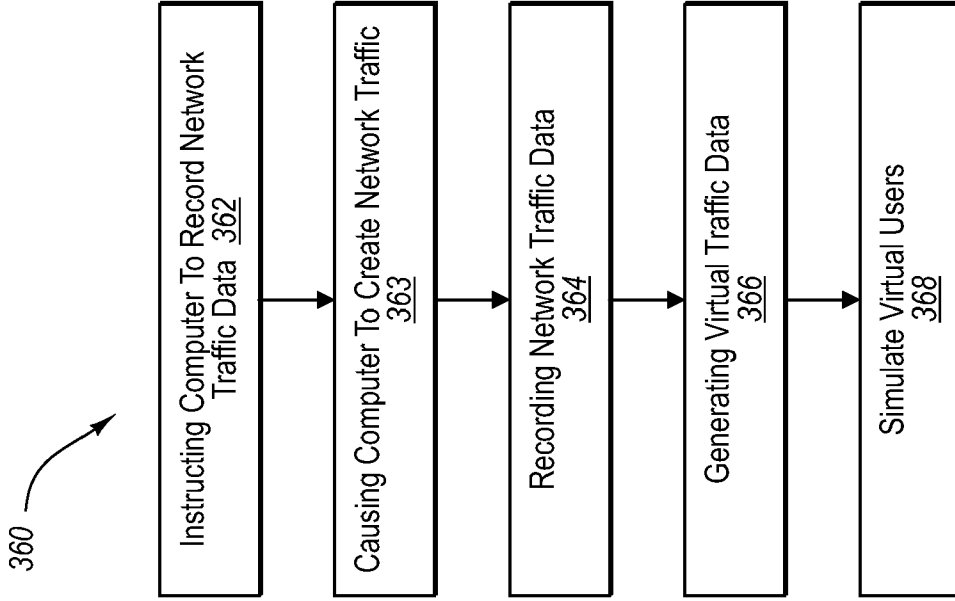 360
Instructing Computer To Record Network
Traffic Data 362
Causing Computer To Create Network Traffic
363
Recording Network Traffic Data
364
Generating Virtual Traffic Data
366
Simulate Virtual Users
368